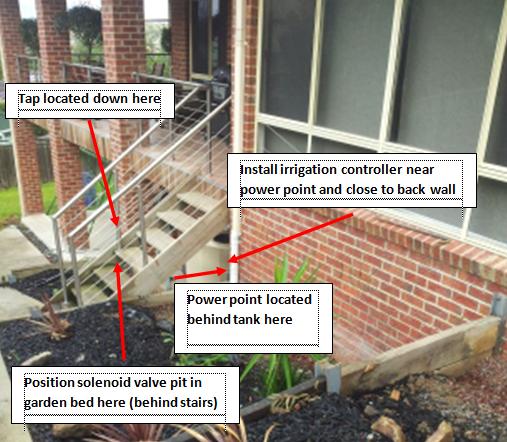 Tap located down here
Install irrigation controller near
power point and close to back wall
Power point located
behind tank here
Position solenoid valve pit in
garden bed here (behind stairs)